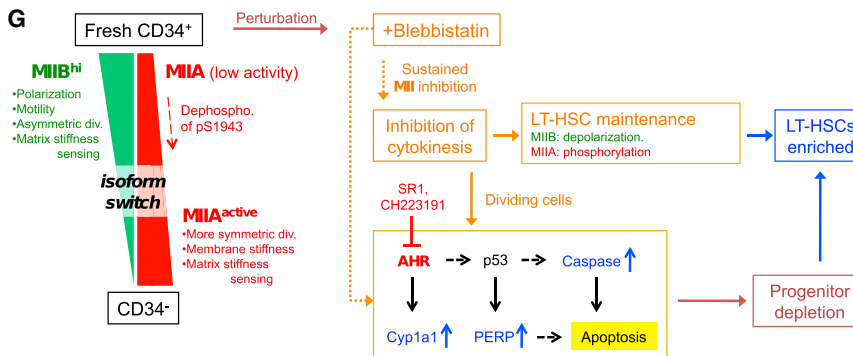 G
Fresh CD34+
Perturbation
+Blebbistatin
MIIBhi
•Polarization
•Motility
•Asymmetric div.
•Matrix stiffness
sensing
MIIA (low activity)
Dephospho.
of pS1943
isoform
switch
MIIAactive
•More symmetric div.
•Membrane stiffness
•Matrix stiffness
sensing
CD34-
Sustained
MII inhibition
Inhibition of
cytokinesis
LT-HSC maintenance
MIIB: depolarization.
MIIA: phosphorylation
LT-HSCs
enriched
SR1,
CH223191
Dividing cells
AHR
p53
Caspase
Cyp1a1
PERP
Apoptosis
Progenitor
depletion